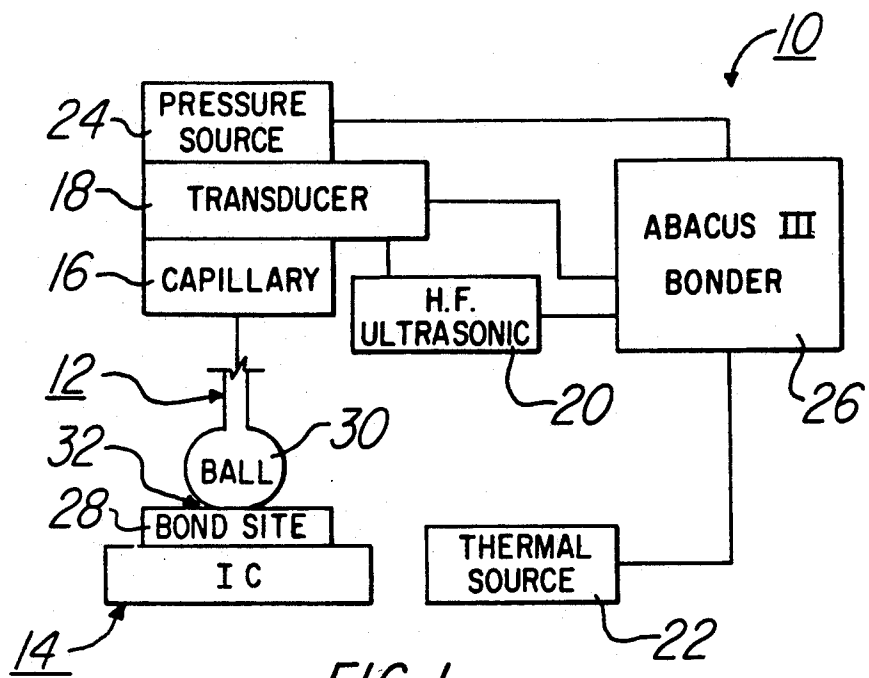 10
PRESSURE
SOURCE
24
TRANSDUCER
18
ABACUS III
BONDER
CAPILLARY
16
H.F.
ULTRASONIC
12
20
26
30
32
BALL
28
BOND SITE
THERMAL
SOURCE
I C
22
14
FIG. 1